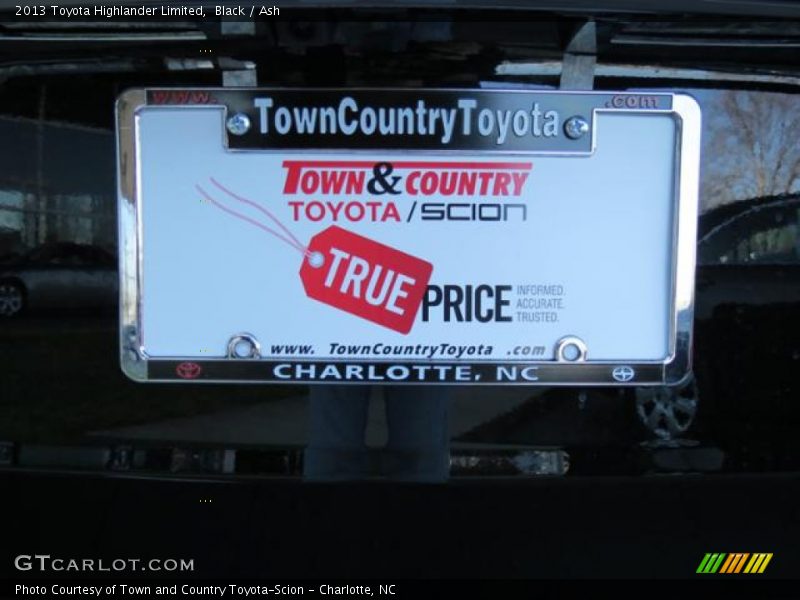 2013 Toyota Highlander Limited, Black / Ash
www. .com
TownCountryToyota
TOWN & COUNTRY
TOYOTA / SCION
TRUE
PRICE
INFORMED.
ACCURATE.
TRUSTED.
www. TownCountryToyota .com
CHARLOTTE, NC
GTCARLOT.COM
Photo Courtesy of Town and Country Toyota-Scion - Charlotte, NC